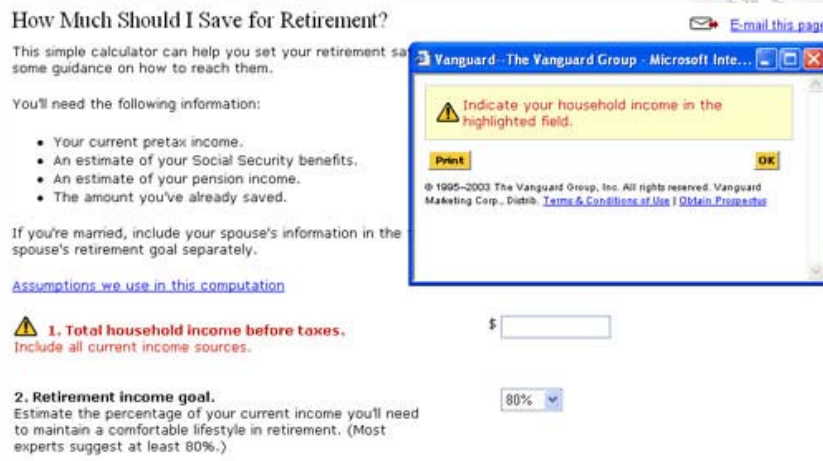 How Much Should I Save for Retirement?
E-mail this page
This simple calculator can help you set your retirement
some guidance on how to reach them.
You'll need the following information:
• Your current pretax income.
• An estimate of your Social Security benefits.
• An estimate of your pension income.
• The amount you've already saved.
If you're married, include your spouse's information in the
spouse's retirement goal separately.
Assumptions we use in this computation
Vanguard--The Vanguard Group - Microsoft Inte...
Indicate your household income in the
highlighted field.
Print
OK
© 1995–2003 The Vanguard Group, Inc. All rights reserved. Vanguard
Marketing Corp., Distrib. Terms & Conditions of Use | Obtain Prospectus
1. Total household income before taxes.
Include all current income sources.
$
2. Retirement income goal.
Estimate the percentage of your current income you'll need
to maintain a comfortable lifestyle in retirement. (Most
experts suggest at least 80%.)
80%